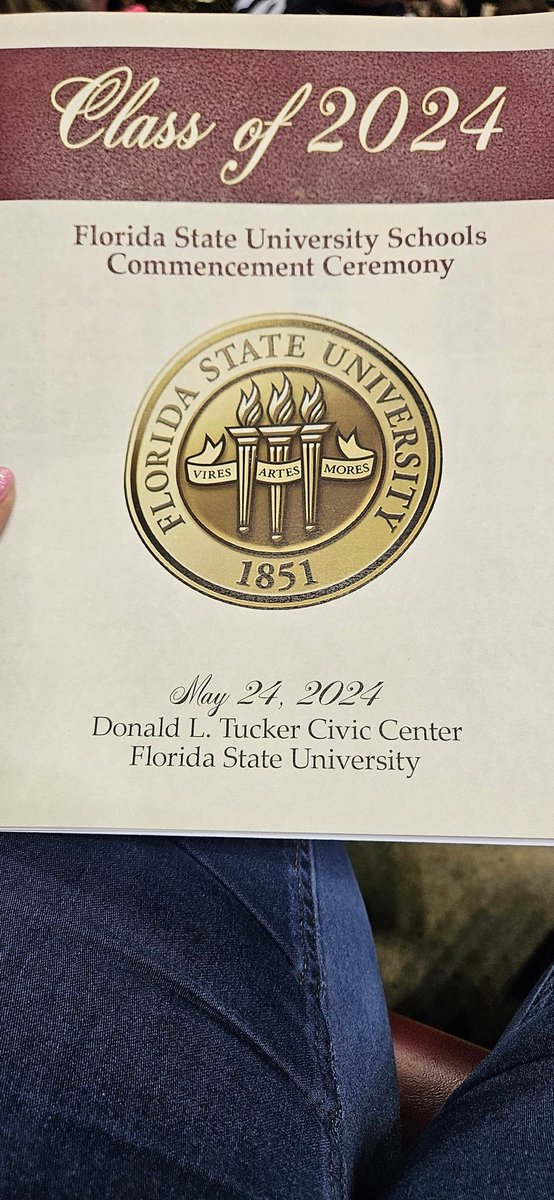 Class of 2024
Florida State University Schools
Commencement Ceremony
FLORIDA STATE UNIVERSITY
VIRES ARTES MORES
1851
May 24, 2024
Donald L. Tucker Civic Center
Florida State University